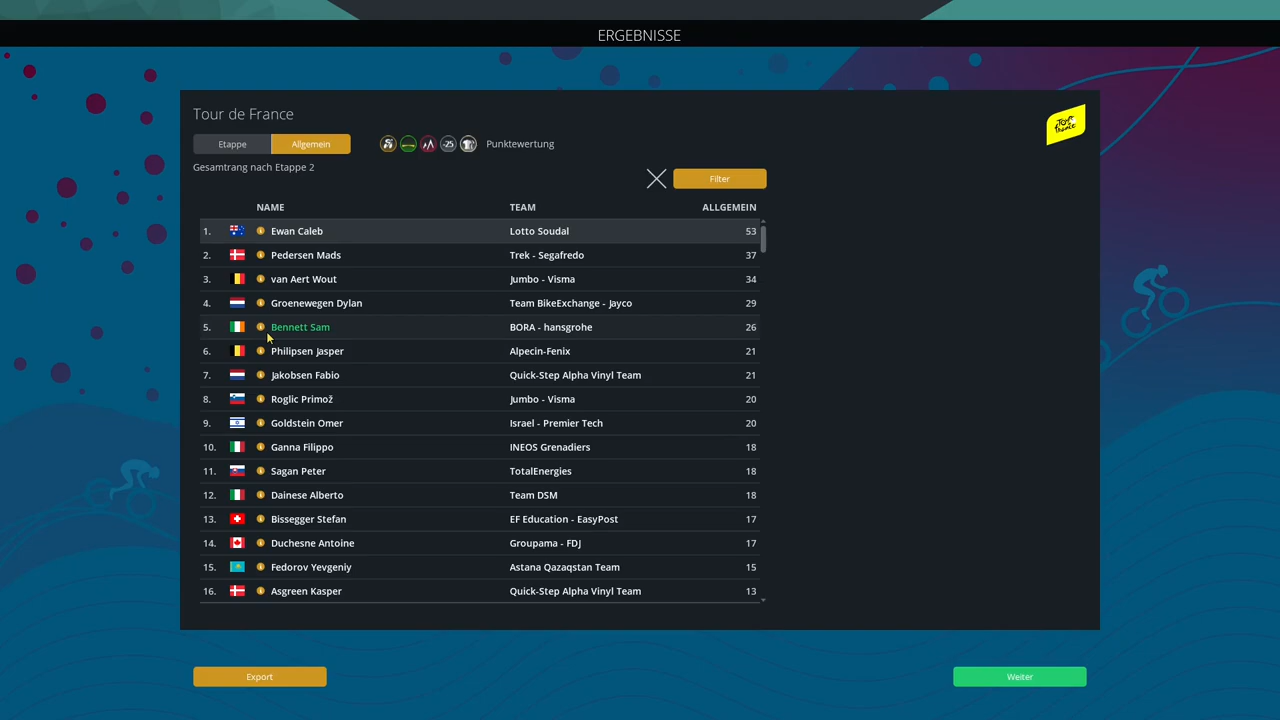 ERGEBNISSE
Tour de France
Etappe Allgemein -25 Punktewertung
Gesamtrang nach Etappe 2
Filter
NAME TEAM ALLGEMEIN
1. Ewan Caleb Lotto Soudal 53
2. Pedersen Mads Trek - Segafredo 37
3. van Aert Wout Jumbo - Visma 34
4. Groenewegen Dylan Team BikeExchange - Jayco 29
5. Bennett Sam BORA - hansgrohe 26
6. Philipsen Jasper Alpecin-Fenix 21
7. Jakobsen Fabio Quick-Step Alpha Vinyl Team 21
8. Roglic Primož Jumbo - Visma 20
9. Goldstein Omer Israel - Premier Tech 20
10. Ganna Filippo INEOS Grenadiers 18
11. Sagan Peter TotalEnergies 18
12. Dainese Alberto Team DSM 18
13. Bissegger Stefan EF Education - EasyPost 17
14. Duchesne Antoine Groupama - FDJ 17
15. Fedorov Yevgeniy Astana Qazaqstan Team 15
16. Asgreen Kasper Quick-Step Alpha Vinyl Team 13
Export Weiter